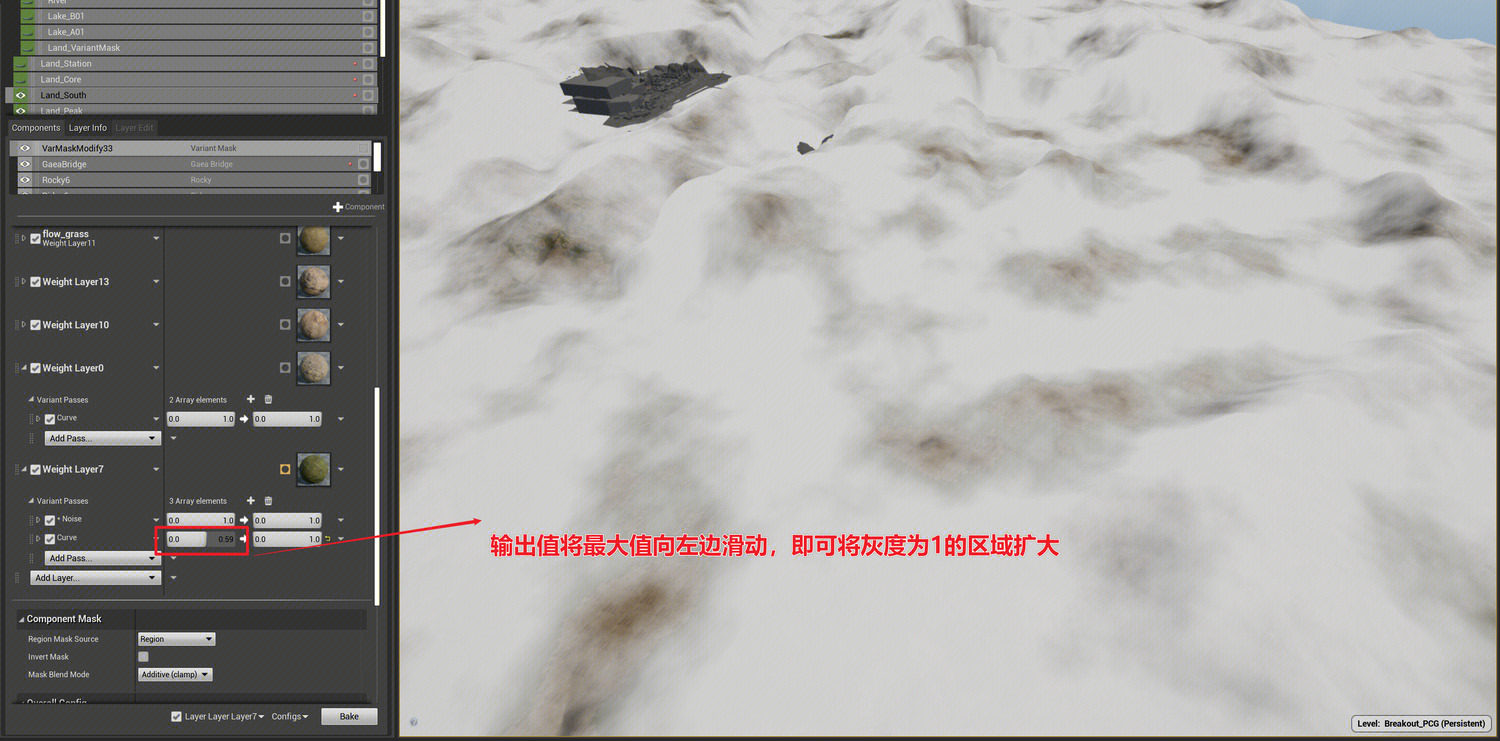 River
Lake_B01
Lake_A01
Land_VariantMask
Land_Station
Land_Core
Land_South
Land_Peak
Components Layer Info Layer Edit
VarMaskModify33 Variant Mask
GaeaBridge Gaea Bridge
Rocky6 Rocky
Component
flow_grass
Weight Layer11
Weight Layer13
Weight Layer10
Weight Layer0
Variant Passes 2 Array elements
Curve 0.0 1.0 0.0 1.0
Add Pass...
Weight Layer7
Variant Passes 3 Array elements
• Noise 0.0 1.0 0.0 1.0
Curve 0.0 0.59 0.0 1.0
Add Pass...
Add Layer...
输出值将最大值向左边滑动，即可将灰度为1的区域扩大
Component Mask
Region Mask Source Region
Invert Mask
Mask Blend Mode Additive (clamp)
Overall Config
Layer Layer Layer7 Configs Bake
Level: Breakout_PCG (Persistent)